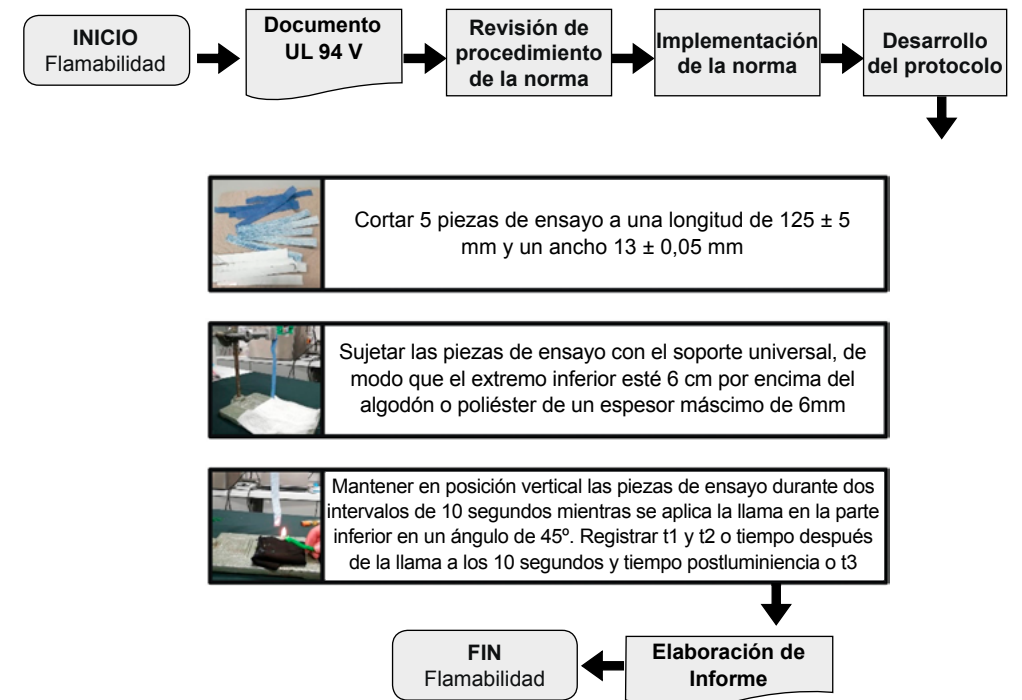 INICIO
Flamabilidad
Documento
UL 94 V
Revisión de
procedimiento
de la norma
Implementación
de la norma
Desarrollo
del protocolo
Cortar 5 piezas de ensayo a una longitud de 125 ± 5
mm y un ancho 13 ± 0,05 mm
Sujetar las piezas de ensayo con el soporte universal, de
modo que el extremo inferior esté 6 cm por encima del
algodón o poliéster de un espesor máscimo de 6mm
Mantener en posición vertical las piezas de ensayo durante dos
intervalos de 10 segundos mientras se aplica la llama en la parte
inferior en un ángulo de 45º. Registrar t1 y t2 o tiempo después
de la llama a los 10 segundos y tiempo postluminiencia o t3
Elaboración de
Informe
FIN
Flamabilidad